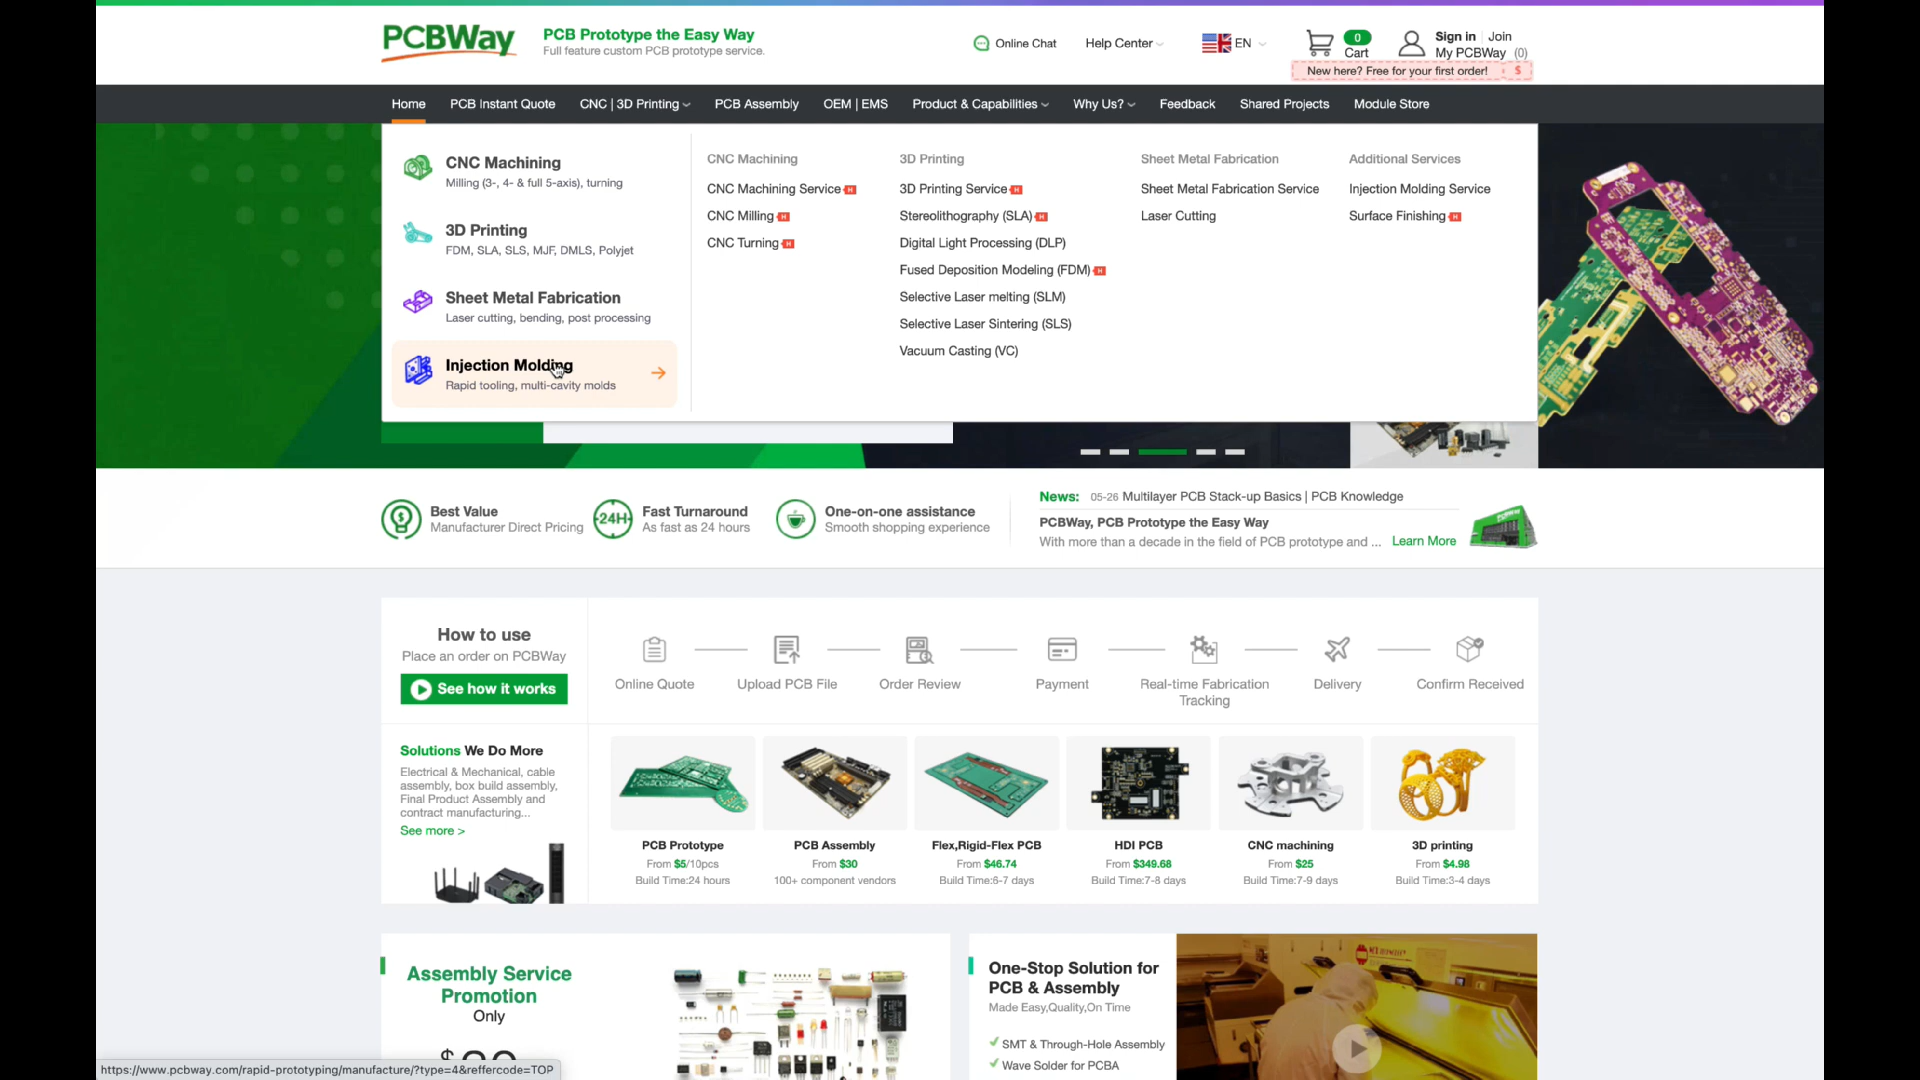 PCBWay
PCB Prototype the Easy Way
Full feature custom PCB prototype service.
Online Chat
Help Center
EN
0
Cart
Sign in
Join
My PCBWay (0)
New here? Free for your first order! $
Home
PCB Instant Quote
CNC | 3D Printing
PCB Assembly
OEM | EMS
Product & Capabilities
Why Us?
Feedback
Shared Projects
Module Store
CNC Machining
Milling (3-, 4- & full 5-axis), turning
3D Printing
FDM, SLA, SLS, MJF, DMLS, Polyjet
Sheet Metal Fabrication
Laser cutting, bending, post processing
Injection Molding
Rapid tooling, multi-cavity molds
CNC Machining
CNC Machining Service H
CNC Milling H
CNC Turning H
3D Printing
3D Printing Service H
Stereolithography (SLA) H
Digital Light Processing (DLP)
Fused Deposition Modeling (FDM) H
Selective Laser melting (SLM)
Selective Laser Sintering (SLS)
Vacuum Casting (VC)
Sheet Metal Fabrication
Sheet Metal Fabrication Service
Laser Cutting
Additional Services
Injection Molding Service
Surface Finishing H
Best Value
Manufacturer Direct Pricing
24H
Fast Turnaround
As fast as 24 hours
One-on-one assistance
Smooth shopping experience
News: 05-26 Multilayer PCB Stack-up Basics | PCB Knowledge
PCBWay, PCB Prototype the Easy Way
With more than a decade in the field of PCB prototype and ... Learn More
How to use
Place an order on PCBWay
See how it works
Online Quote
Upload PCB File
Order Review
Payment
Real-time Fabrication
Tracking
Delivery
Confirm Received
Solutions We Do More
Electrical & Mechanical, cable
assembly, box build assembly,
Final Product Assembly and
contract manufacturing...
See more >
PCB Prototype
From $5/10pcs
Build Time:24 hours
PCB Assembly
From $30
100+ component vendors
Flex,Rigid-Flex PCB
From $46.74
Build Time:6-7 days
HDI PCB
From $349.68
Build Time:7-8 days
CNC machining
From $25
Build Time:7-9 days
3D printing
From $4.98
Build Time:3-4 days
Assembly Service
Promotion
Only
One-Stop Solution for
PCB & Assembly
Made Easy,Quality,On Time
SMT & Through-Hole Assembly
Wave Solder for PCBA
https://www.pcbway.com/rapid-prototyping/manufacture/?type=4&reffercode=TOP